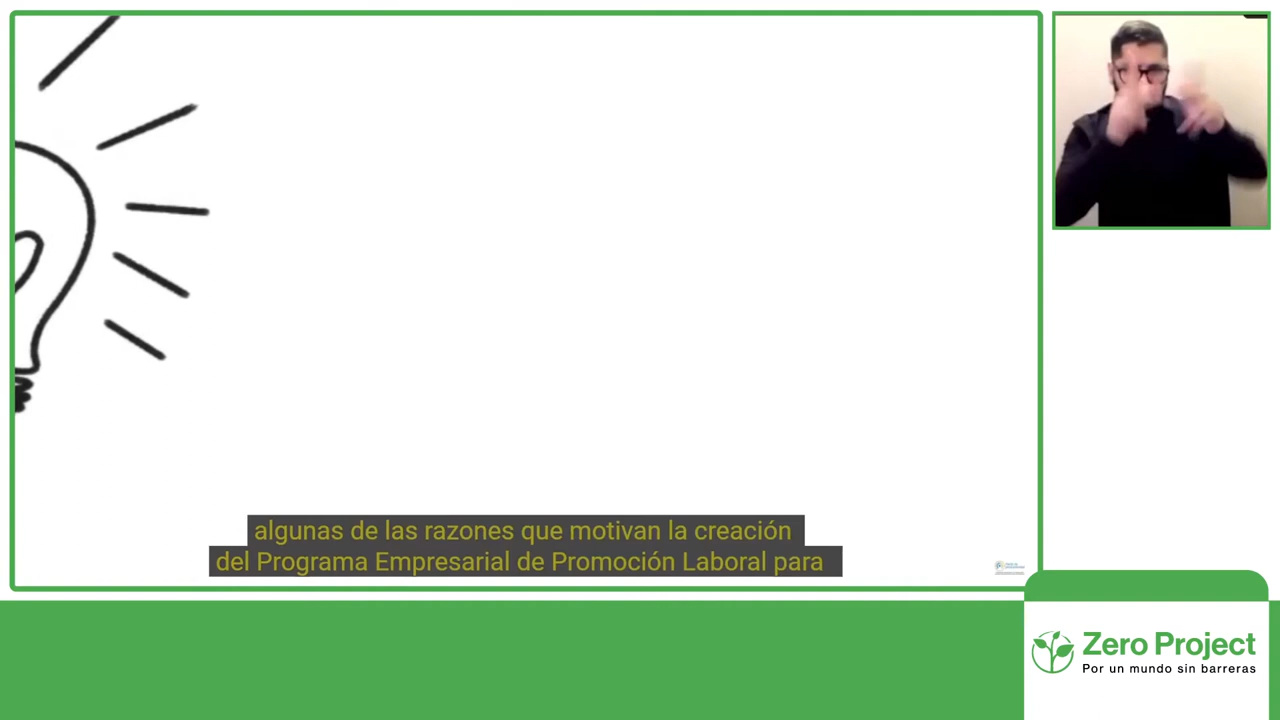 algunas de las razones que motivan la creación
del Programa Empresarial de Promoción Laboral para
Zero Project
Por un mundo sin barreras